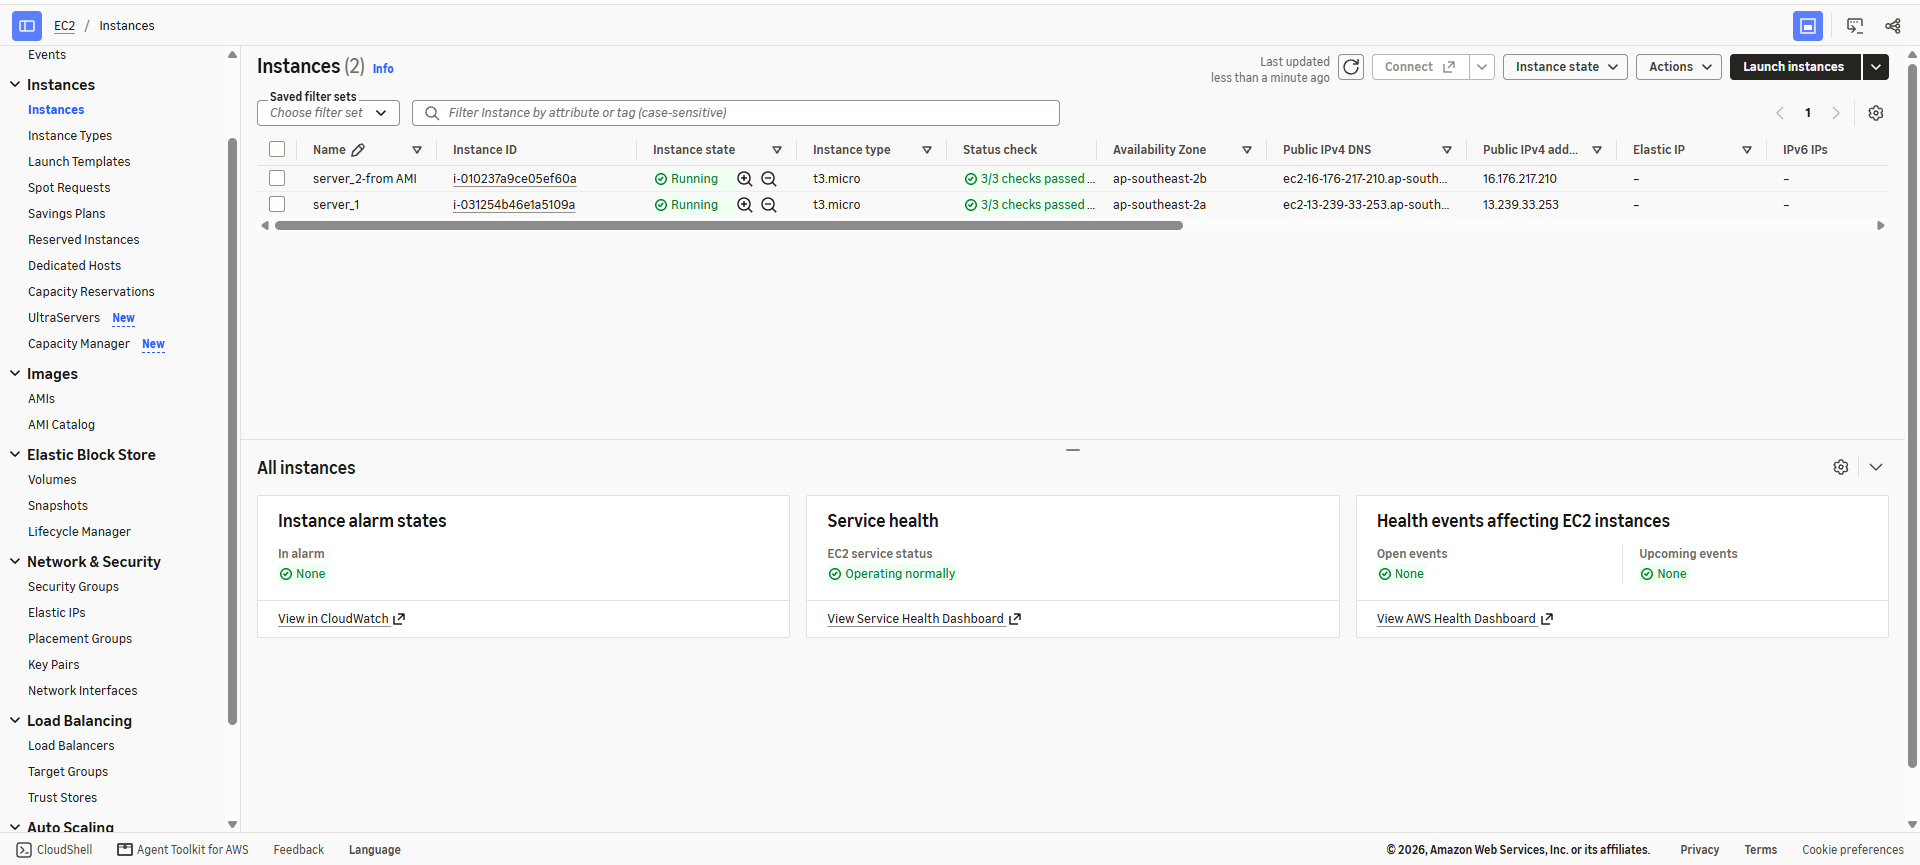 EC2 / Instances
Events
Instances
Instances
Instance Types
Launch Templates
Spot Requests
Savings Plans
Reserved Instances
Dedicated Hosts
Capacity Reservations
UltraServers New
Capacity Manager New
Images
AMIs
AMI Catalog
Elastic Block Store
Volumes
Snapshots
Lifecycle Manager
Network & Security
Security Groups
Elastic IPs
Placement Groups
Key Pairs
Network Interfaces
Load Balancing
Load Balancers
Target Groups
Trust Stores
Auto Scaling
Instances (2) Info
Last updated
less than a minute ago
Connect
Instance state
Actions
Launch instances
Saved filter sets
Choose filter set
Filter Instance by attribute or tag (case-sensitive)
1
Name Instance ID Instance state Instance type Status check Availability Zone Public IPv4 DNS Public IPv4 add... Elastic IP IPv6 IPs
server_2-from AMI i-010237a9ce05ef60a Running t3.micro 3/3 checks passed ... ap-southeast-2b ec2-16-176-217-210.ap-south... 16.176.217.210 – –
server_1 i-031254b46e1a5109a Running t3.micro 3/3 checks passed ... ap-southeast-2a ec2-13-239-33-253.ap-south... 13.239.33.253 – –
All instances
Instance alarm states
In alarm
None
View in CloudWatch
Service health
EC2 service status
Operating normally
View Service Health Dashboard
Health events affecting EC2 instances
Open events
None
Upcoming events
None
View AWS Health Dashboard
CloudShell Agent Toolkit for AWS Feedback Language © 2026, Amazon Web Services, Inc. or its affiliates. Privacy Terms Cookie preferences